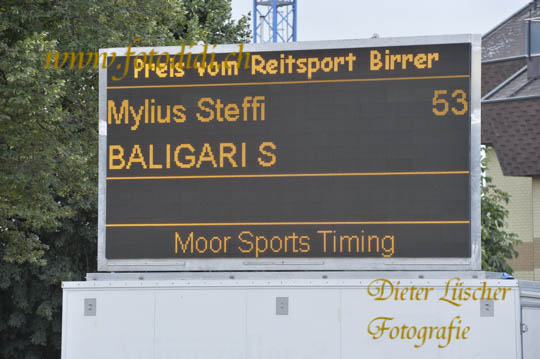 www.fotodidi.ch
Preis vom Reitsport Birrer
Mylius Steffi 53
BALIGARI S
Moor Sports Timing
Dieter Lüscher
Fotografie